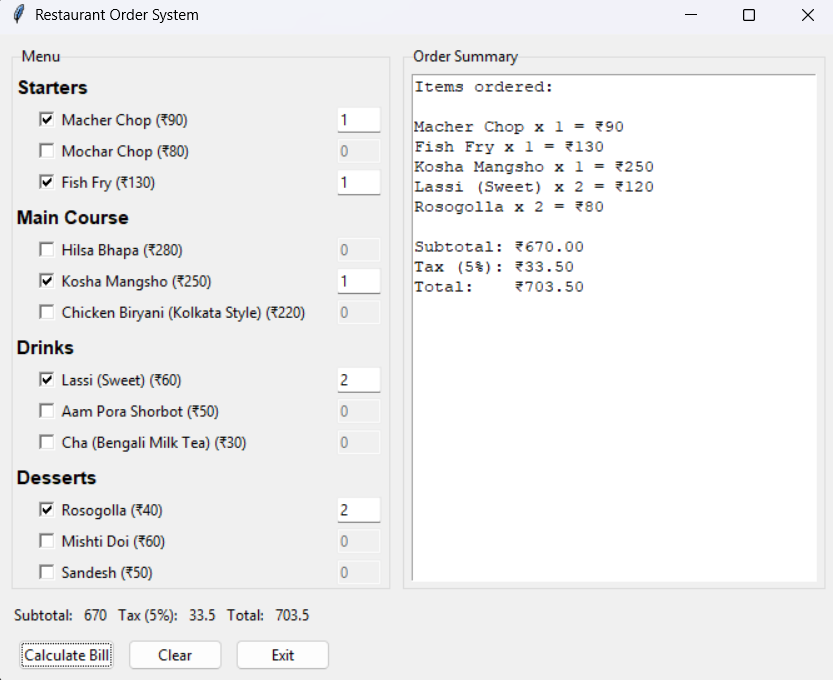 Restaurant Order System
Menu
Starters
Macher Chop (₹90) 1
Mochar Chop (₹80) 0
Fish Fry (₹130) 1
Main Course
Hilsa Bhapa (₹280) 0
Kosha Mangsho (₹250) 1
Chicken Biryani (Kolkata Style) (₹220) 0
Drinks
Lassi (Sweet) (₹60) 2
Aam Pora Shorbot (₹50) 0
Cha (Bengali Milk Tea) (₹30) 0
Desserts
Rosogolla (₹40) 2
Mishti Doi (₹60) 0
Sandesh (₹50) 0
Order Summary
Items ordered:
Macher Chop x 1 = ₹90
Fish Fry x 1 = ₹130
Kosha Mangsho x 1 = ₹250
Lassi (Sweet) x 2 = ₹120
Rosogolla x 2 = ₹80
Subtotal: ₹670.00
Tax (5%): ₹33.50
Total: ₹703.50
Subtotal: 670 Tax (5%): 33.5 Total: 703.5
Calculate Bill Clear Exit